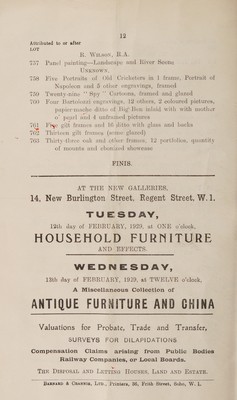 12
Attributed to or after
LOT
R. WILSON, R.A.
757 Panel painting—Landscape and River Scene
UNKNOWN.
758 Five Portraits of Old Cricketers in 1 frame, Portrait of
Napoleon and 5 other engravings, framed
759 Twenty-nine "Spy" Cartoons, framed and glazed
760 Four Bartolozzi engravings, 12 others, 2 coloured pictures,
papier-mache ditto of Big Ben inlaid with with mother
o' pearl and 4 unframed pictures
761 Five gilt frames and 16 ditto with glass and backs
762 Thirteen gilt frames (some glazed)
763 Thirty-three oak and other frames, 12 portfolios, quantity
of mounts and ebonized showcase
FINIS.
AT THE NEW GALLERIES,
14, New Burlington Street, Regent Street, W.1.
TUESDAY,
12th day of FEBRUARY, 1929, at ONE o'clock,
HOUSEHOLD FURNITURE
AND EFFECTS.
WEDNESDAY,
13th day of FEBRUARY, 1929, at TWELVE o'clock,
A Miscellaneous Collection of
ANTIQUE FURNITURE AND CHINA
Valuations for Probate, Trade and Transfer,
SURVEYS FOR DILAPIDATIONS.
Compensation Claims arising from Public Bodies
Railway Companies, or Local Boards.
THE DISPOSAL AND LETTING HOUSES, LAND AND ESTATE.
BARNARD & CRANNIS, LTD., Printers, 36, Frith Street, Soho, W. 1.